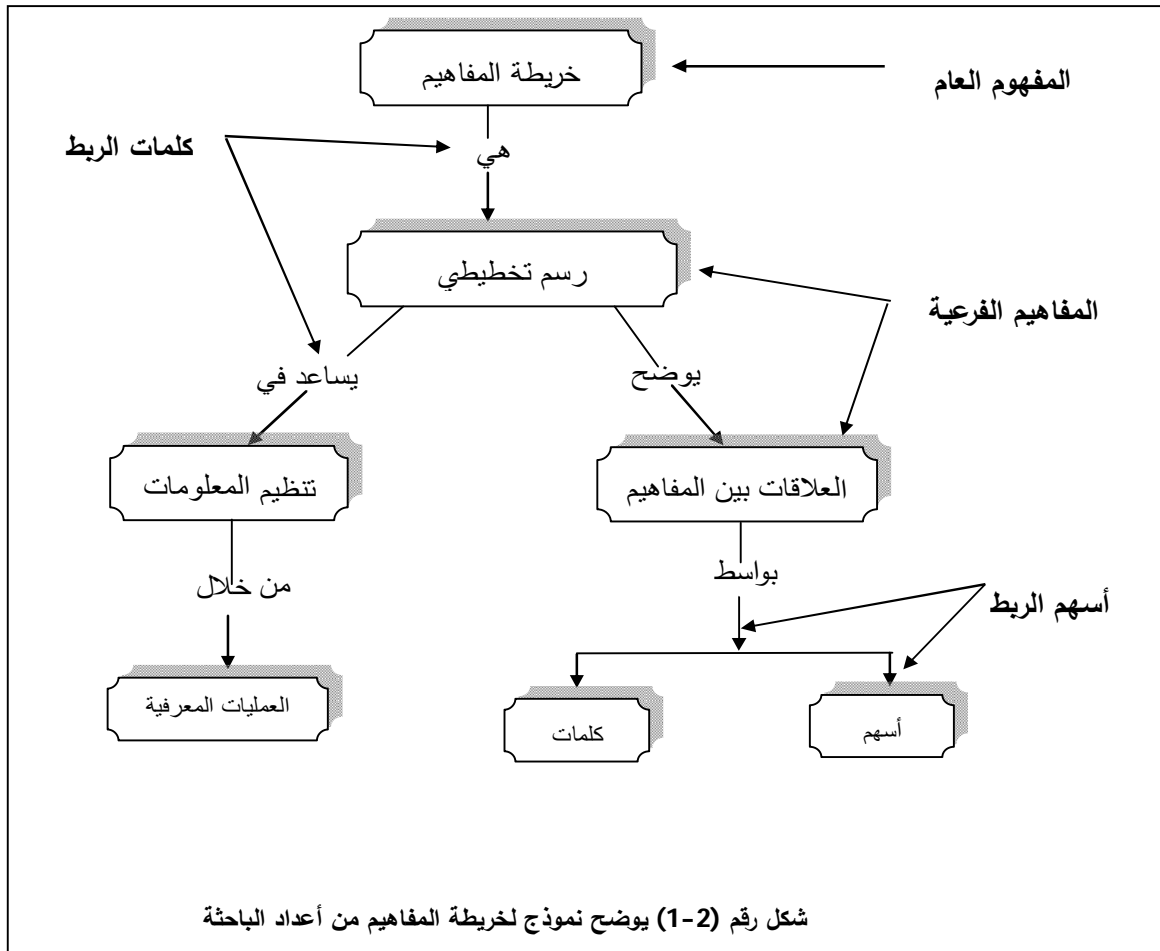 خريطة المفاهيم
المفهوم العام
كلمات الربط
هي
رسم تخطيطي
المفاهيم الفرعية
يوضح
يساعد في
العلاقات بين المفاهيم
تنظيم المعلومات
بواسط
من خلال
أسهم الربط
أسهم
كلمات
العمليات المعرفية
شكل رقم (2-1) يوضح نموذج لخريطة المفاهيم من أعداد الباحثة